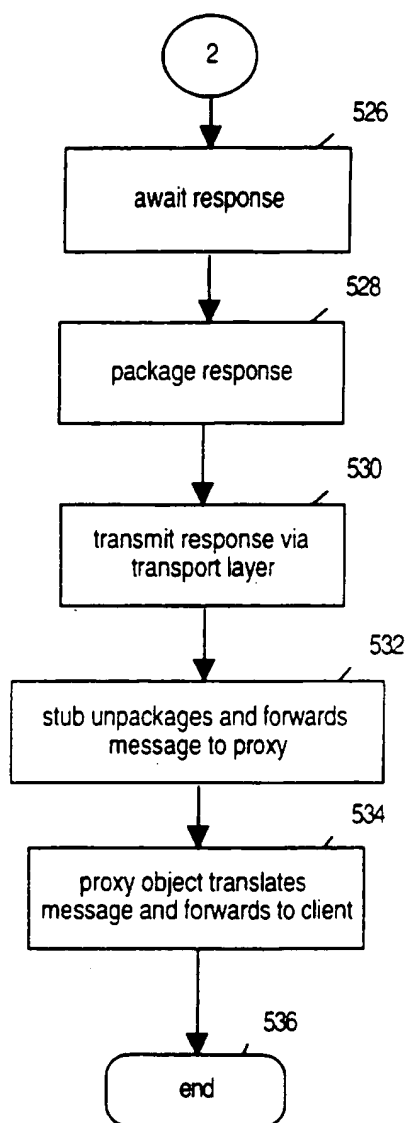 2
526
await response
528
package response
530
transmit response via
transport layer
532
stub unpackages and forwards
message to proxy
534
proxy object translates
message and forwards to client
536
end